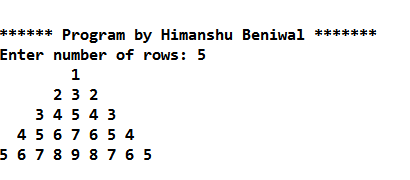 ****** Program by Himanshu Beniwal *******
Enter number of rows: 5
        1
      2 3 2
    3 4 5 4 3
  4 5 6 7 6 5 4
5 6 7 8 9 8 7 6 5